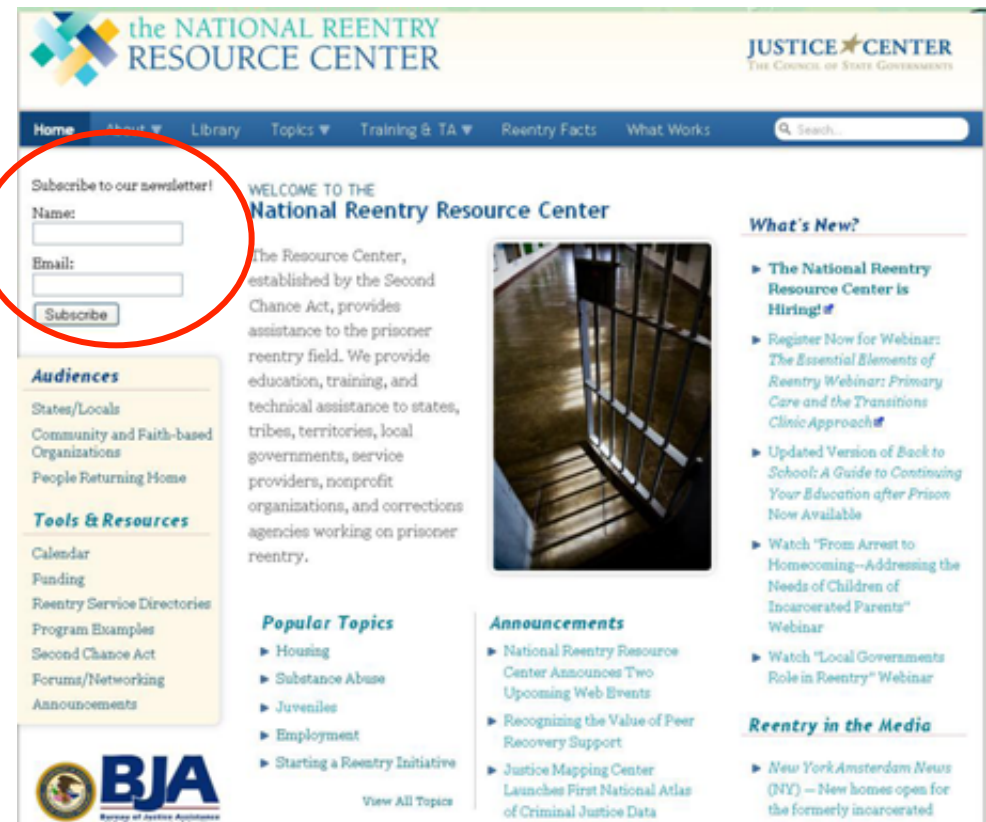 the NATIONAL REENTRY
RESOURCE CENTER
JUSTICE CENTER
THE COUNCIL OF STATE GOVERNMENTS
Home About Library Topics Training & TA Reentry Facts What Works Search...
Subscribe to our newsletter!
Name:
Email:
Subscribe
Audiences
States/Locals
Community and Faith-based
Organizations
People Returning Home
Tools & Resources
Calendar
Funding
Reentry Service Directories
Program Examples
Second Chance Act
Forums/Networking
Announcements
BJA
Bureau of Justice Assistance
WELCOME TO THE
National Reentry Resource Center
The Resource Center,
established by the Second
Chance Act, provides
assistance to the prisoner
reentry field. We provide
education, training, and
technical assistance to states,
tribes, territories, local
governments, service
providers, nonprofit
organizations, and corrections
agencies working on prisoner
reentry.
Popular Topics
Housing
Substance Abuse
Juveniles
Employment
Starting a Reentry Initiative
View All Topics
Announcements
National Reentry Resource
Center Announces Two
Upcoming Web Events
Recognizing the Value of Peer
Recovery Support
Justice Mapping Center
Launches First National Atlas
of Criminal Justice Data
What's New?
The National Reentry
Resource Center is
Hiring!
Register Now for Webinar:
The Essential Elements of
Reentry Webinar: Primary
Care and the Transitions
Clinic Approach
Updated Version of Back to
School: A Guide to Continuing
Your Education after Prison
Now Available
Watch "From Arrest to
Homecoming--Addressing the
Needs of Children of
Incarcerated Parents"
Webinar
Watch "Local Governments
Role in Reentry" Webinar
Reentry in the Media
New York Amsterdam News
(NY) – New homes open for
the formerly incarcerated